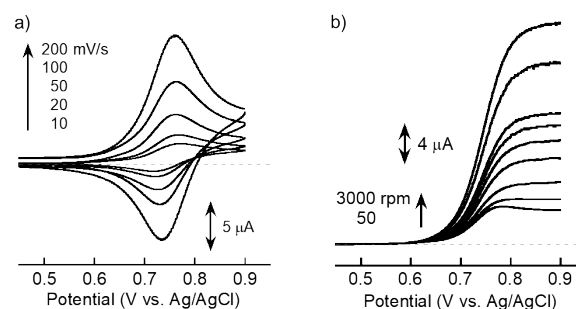 a)
200 mV/s
100
50
20
10
5 μA
0.5 0.6 0.7 0.8 0.9
Potential (V vs. Ag/AgCl)
b)
4 μA
3000 rpm
50
0.5 0.6 0.7 0.8 0.9
Potential (V vs. Ag/AgCl)